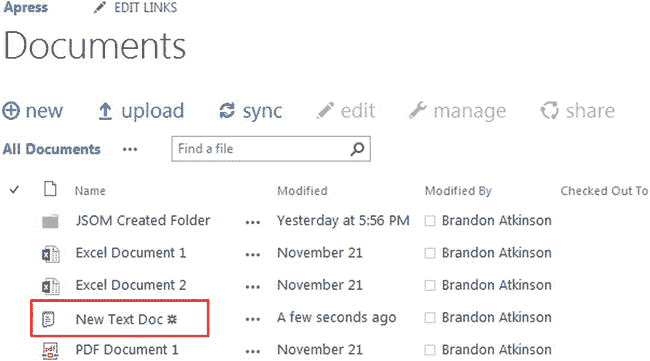 Apress EDIT LINKS
Documents
new upload sync edit manage share
All Documents ... Find a file
Name Modified Modified By Checked Out To
JSOM Created Folder ... Yesterday at 5:56 PM Brandon Atkinson
Excel Document 1 ... November 21 Brandon Atkinson
Excel Document 2 ... November 21 Brandon Atkinson
New Text Doc ... A few seconds ago Brandon Atkinson
pdf PDF Document 1 ... November 21 Brandon Atkinson